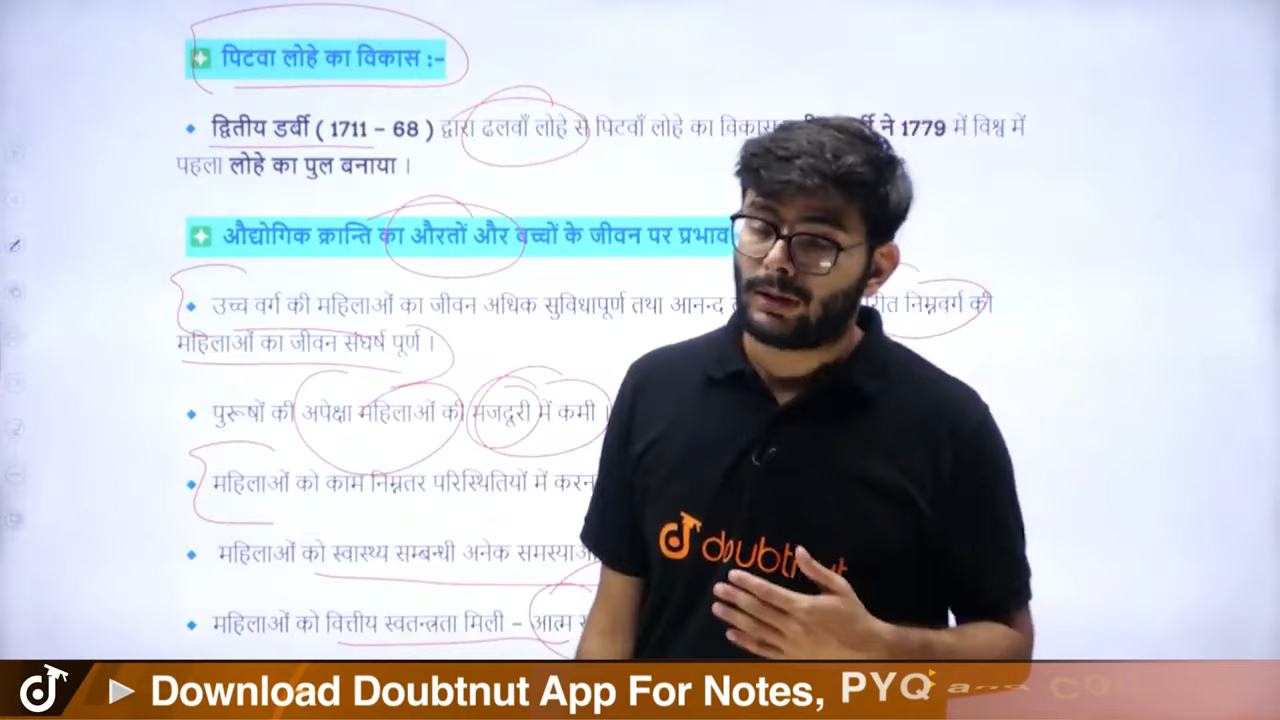 पिटवा लोहे का विकास :-
द्वितीय डर्बी ( 1711 - 68 ) द्वारा ढलवाँ लोहे से पिटवाँ लोहे का विकास ने 1779 में विश्व में
पहला लोहे का पुल बनाया ।
औद्योगिक क्रान्ति का औरतों और बच्चों के जीवन पर प्रभाव
उच्च वर्ग की महिलाओं का जीवन अधिक सुविधापूर्ण तथा आनन्द निम्नवर्ग की
महिलाओं का जीवन संघर्ष पूर्ण ।
पुरूषों की अपेक्षा महिलाओं की मजदूरी में कमी ।
महिलाओं को काम निम्नतर परिस्थितियों में
महिलाओं को स्वास्थ्य सम्बन्धी अनेक
महिलाओं को वित्तीय स्वतन्त्रता मिली - आत्म
doubtnut
Download Doubtnut App For Notes, PYQ